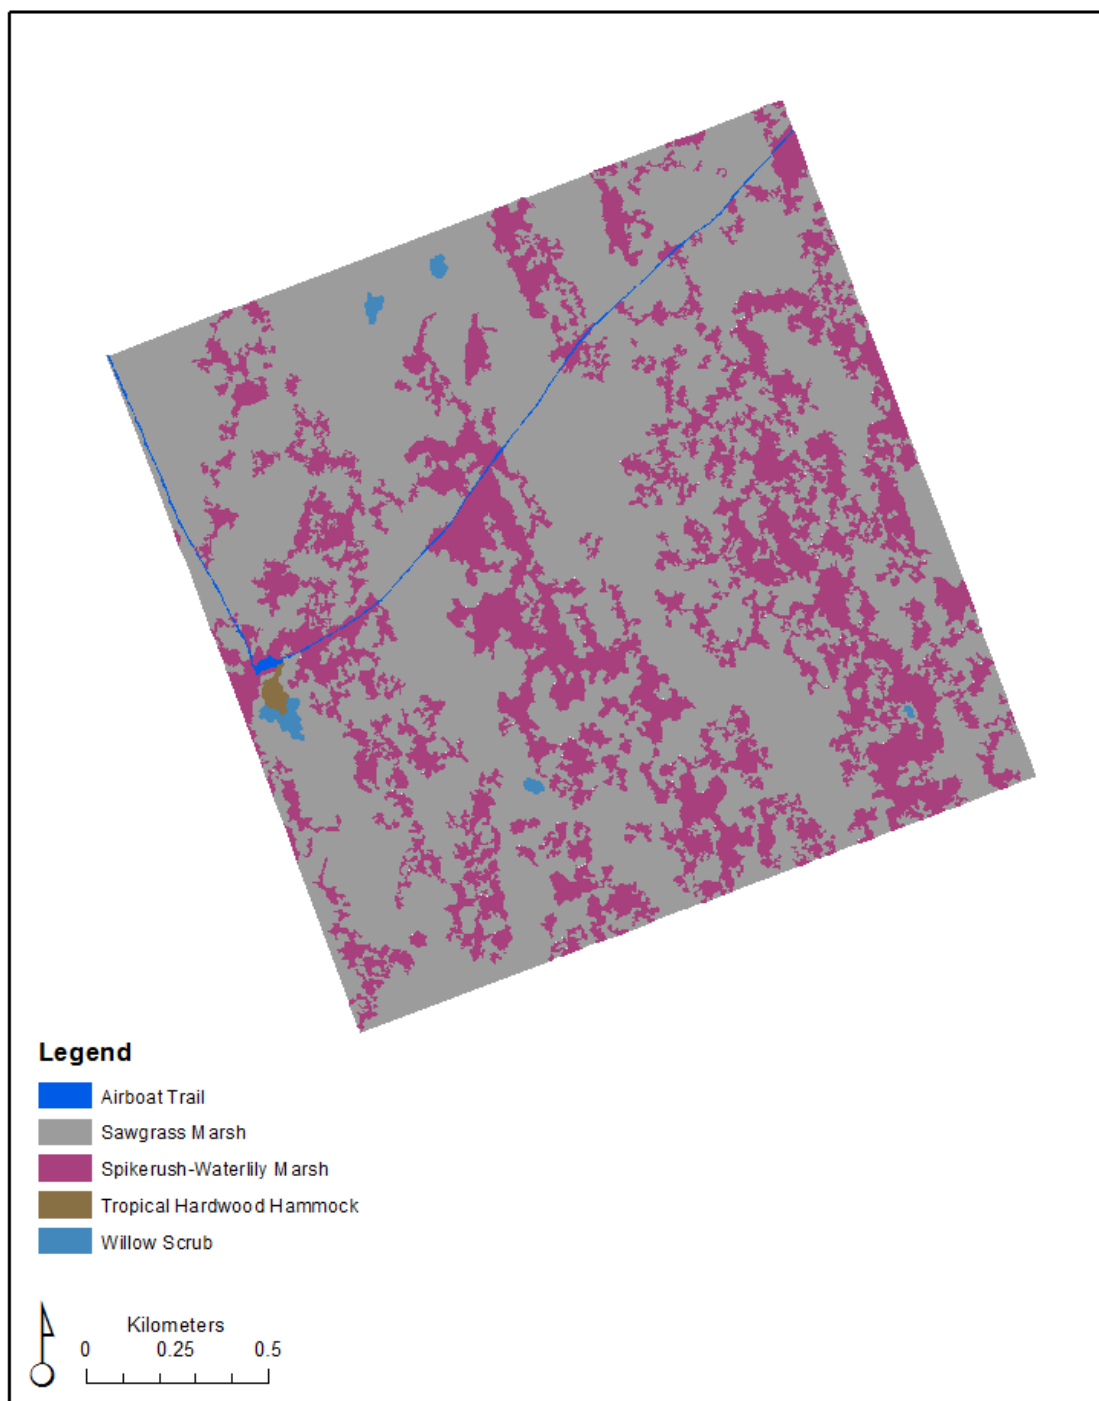 Legend
Airboat Trail
Sawgrass Marsh
Spikerush-Waterlily Marsh
Tropical Hardwood Hammock
Willow Scrub
Kilometers
0 0.25 0.5